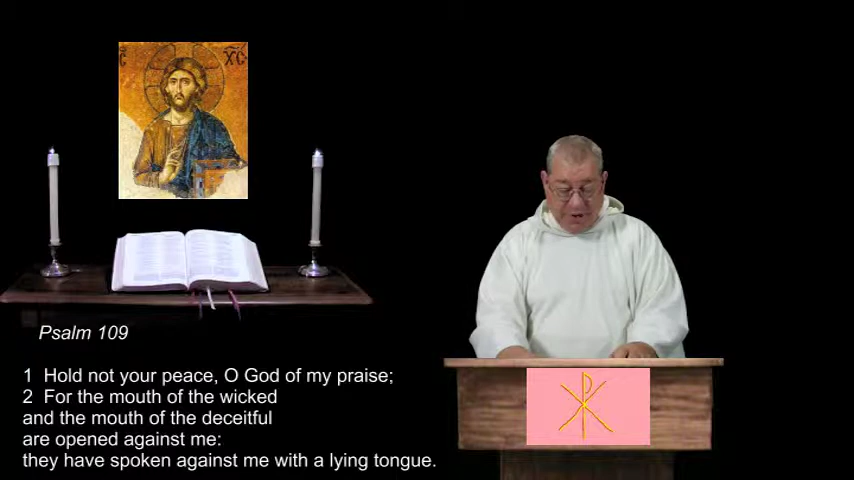 XC
Psalm 109
1 Hold not your peace, O God of my praise;
2 For the mouth of the wicked
and the mouth of the deceitful
are opened against me:
they have spoken against me with a lying tongue.